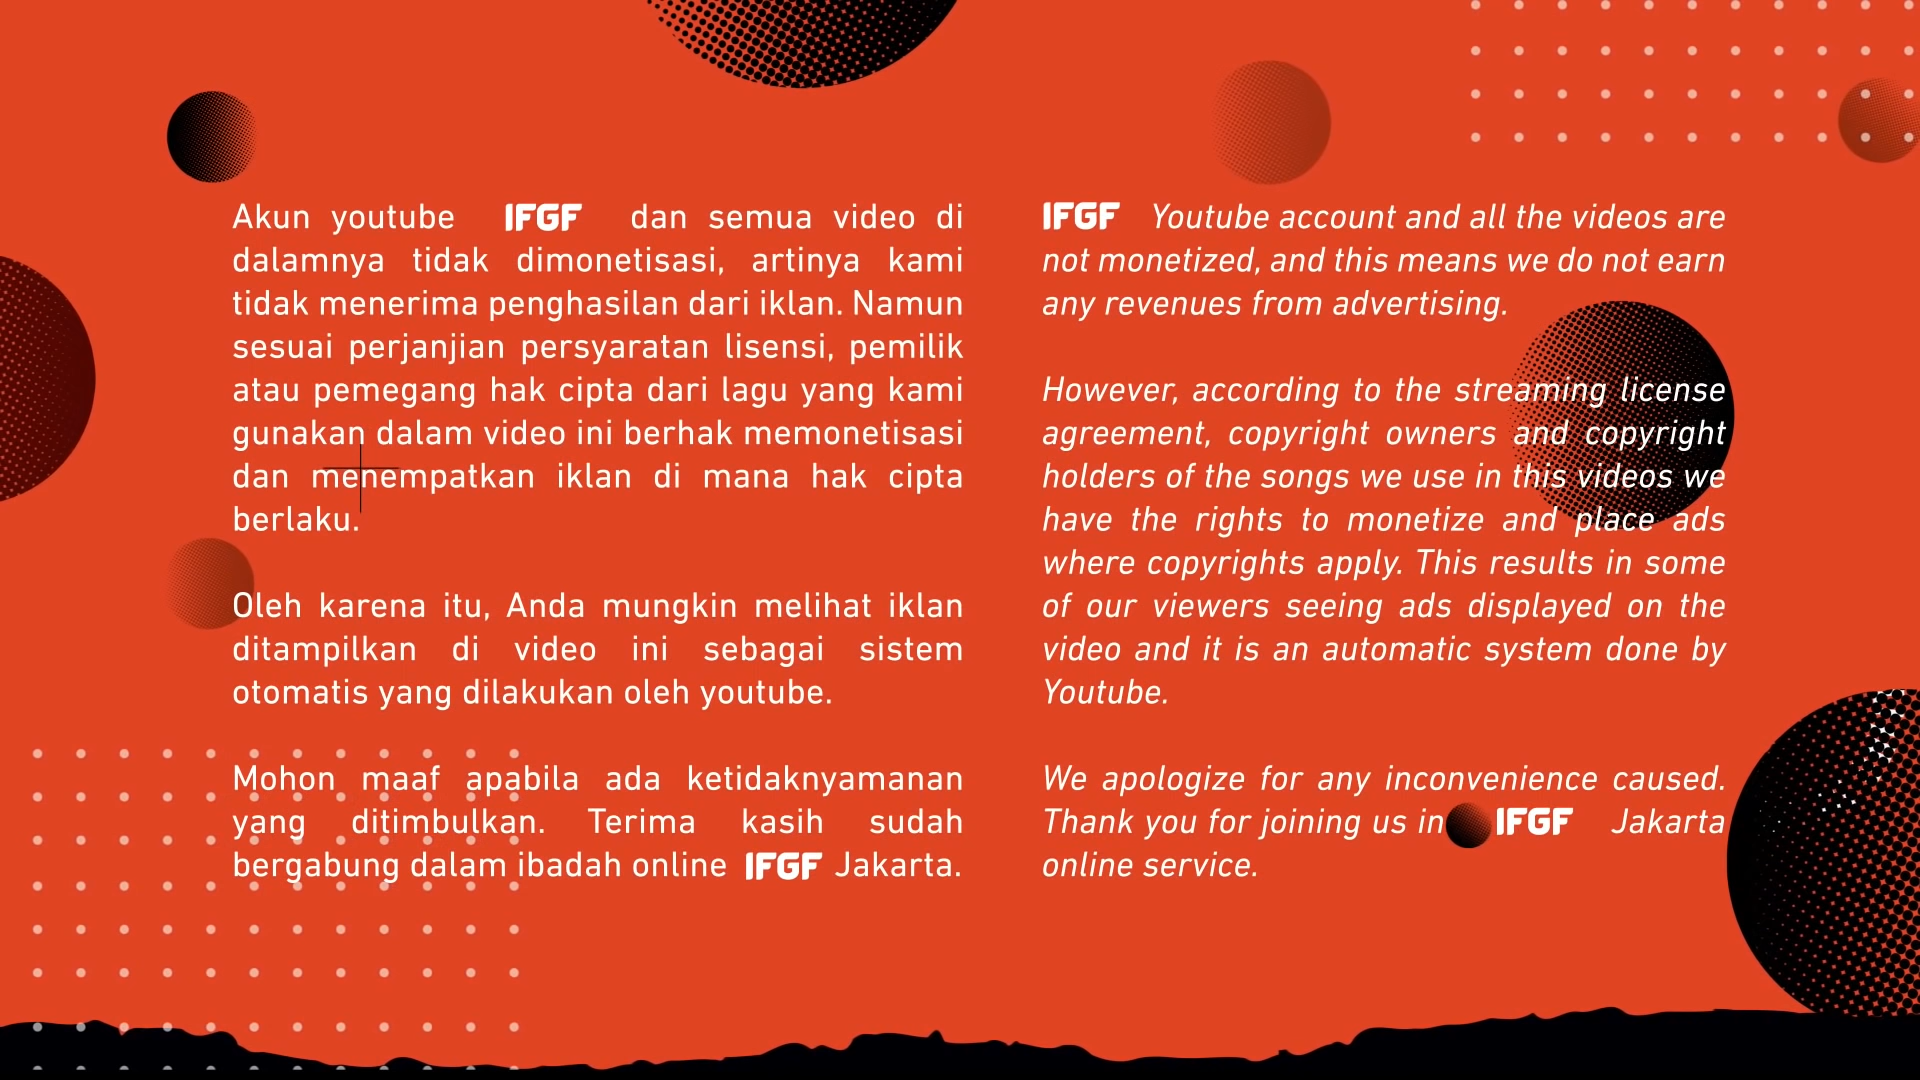 Akun youtube IFGF dan semua video di
dalamnya tidak dimonetisasi, artinya kami
tidak menerima penghasilan dari iklan. Namun
sesuai perjanjian persyaratan lisensi, pemilik
atau pemegang hak cipta dari lagu yang kami
gunakan dalam video ini berhak memonetisasi
dan menempatkan iklan di mana hak cipta
berlaku.
Oleh karena itu, Anda mungkin melihat iklan
ditampilkan di video ini sebagai sistem
otomatis yang dilakukan oleh youtube.
Mohon maaf apabila ada ketidaknyamanan
yang ditimbulkan. Terima kasih sudah
bergabung dalam ibadah online IFGF Jakarta.
IFGF Youtube account and all the videos are
not monetized, and this means we do not earn
any revenues from advertising.
However, according to the streaming license
agreement, copyright owners and copyright
holders of the songs we use in this videos we
have the rights to monetize and place ads
where copyrights apply. This results in some
of our viewers seeing ads displayed on the
video and it is an automatic system done by
Youtube.
We apologize for any inconvenience caused.
Thank you for joining us in IFGF Jakarta
online service.